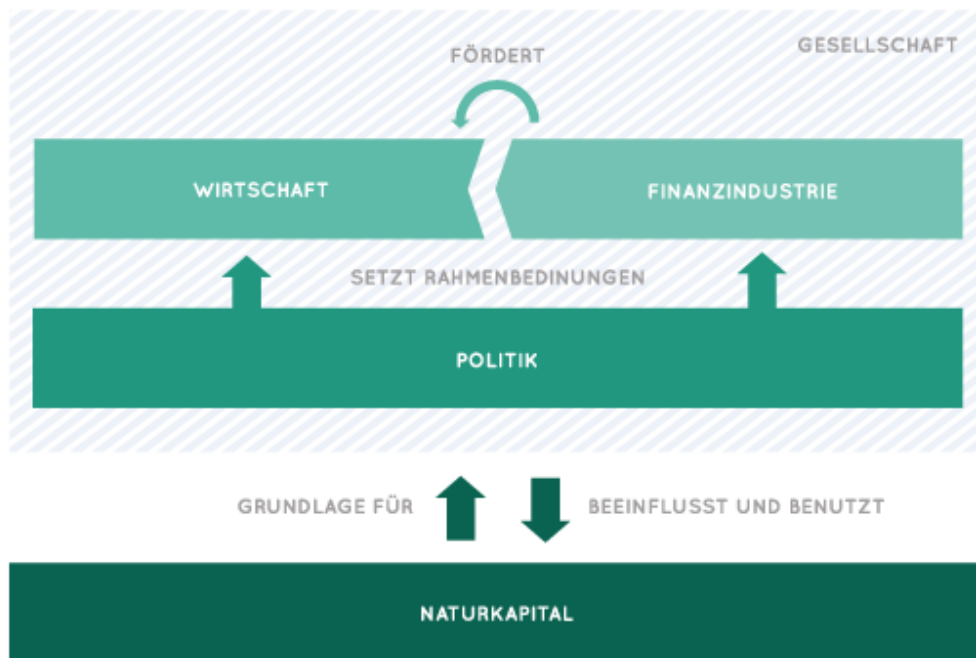 GESELLSCHAFT
FÖRDERT
WIRTSCHAFT
FINANZINDUSTRIE
SETZT RAHMENBEDINUNGEN
POLITIK
GRUNDLAGE FÜR
BEEINFLUSST UND BENUTZT
NATURKAPITAL